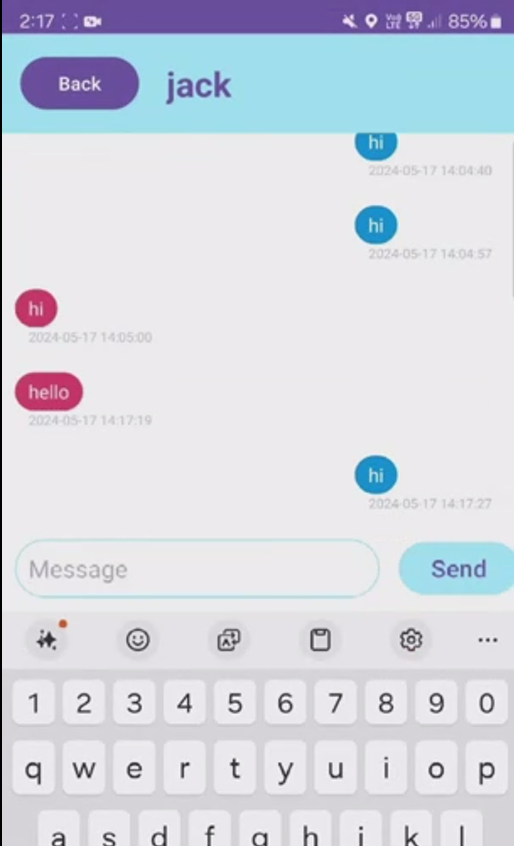 2:17 85%
Back jack
hi
2024-05-17 14:04:40
hi
2024-05-17 14:04:57
hi
2024-05-17 14:05:00
hello
2024-05-17 14:17:19
hi
2024-05-17 14:17:27
Message Send
1 2 3 4 5 6 7 8 9 0
q w e r t y u i o p
a s d f g h j k l